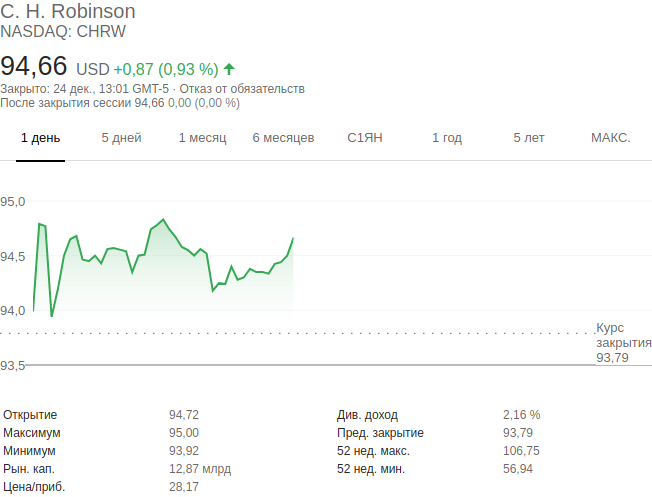 C. H. Robinson
NASDAQ: CHRW
94,66 USD +0,87 (0,93 %)
Закрыто: 24 дек., 13:01 GMT-5 · Отказ от обязательств
После закрытия сессии 94,66 0,00 (0,00 %)
1 день 5 дней 1 месяц 6 месяцев С1ЯН 1 год 5 лет МАКС.
95,0
94,5
94,0
Курс
закрытия
93,79
93,5
Открытие 94,72 Див. доход 2,16 %
Максимум 95,00 Пред. закрытие 93,79
Минимум 93,92 52 нед. макс. 106,75
Рын. кап. 12,87 млрд 52 нед. мин. 56,94
Цена/приб. 28,17